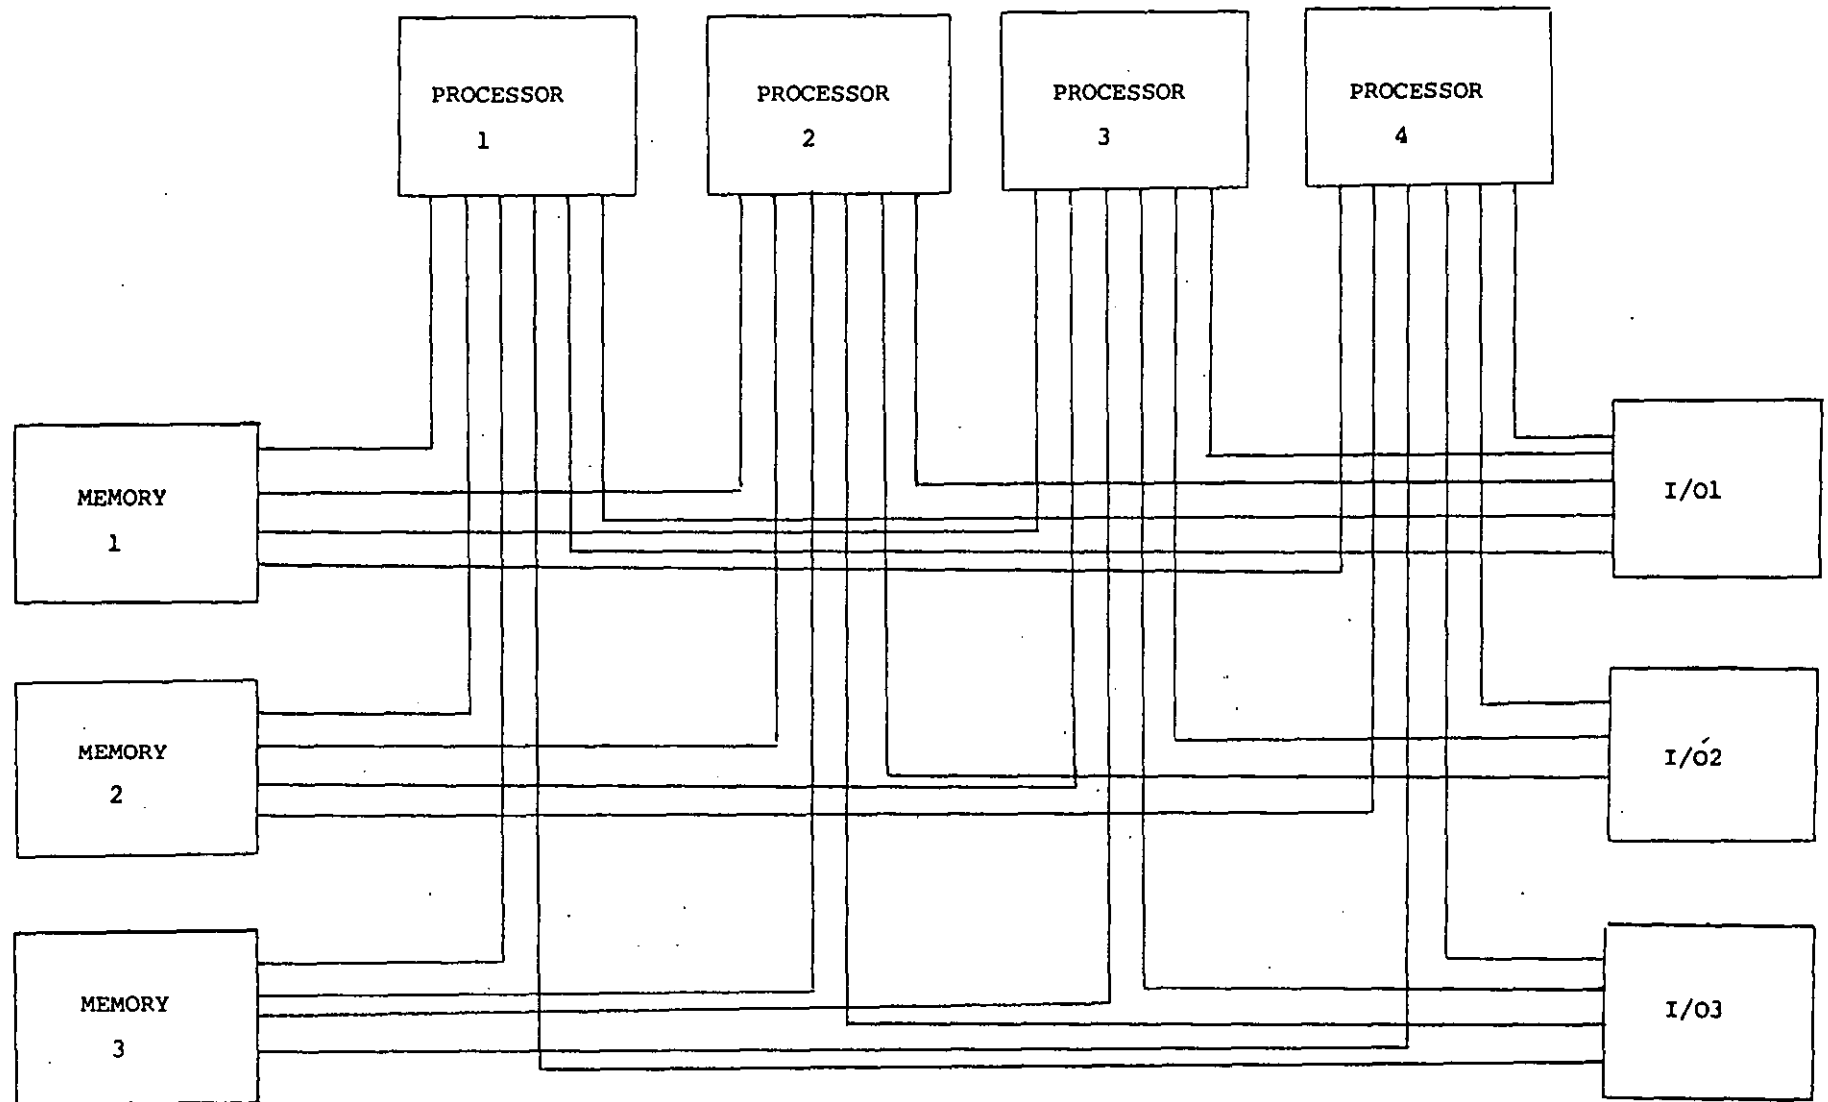 PROCESSOR
1
PROCESSOR
2
PROCESSOR
3
PROCESSOR
4
MEMORY
1
I/O1
MEMORY
2
I/O2
MEMORY
3
I/O3